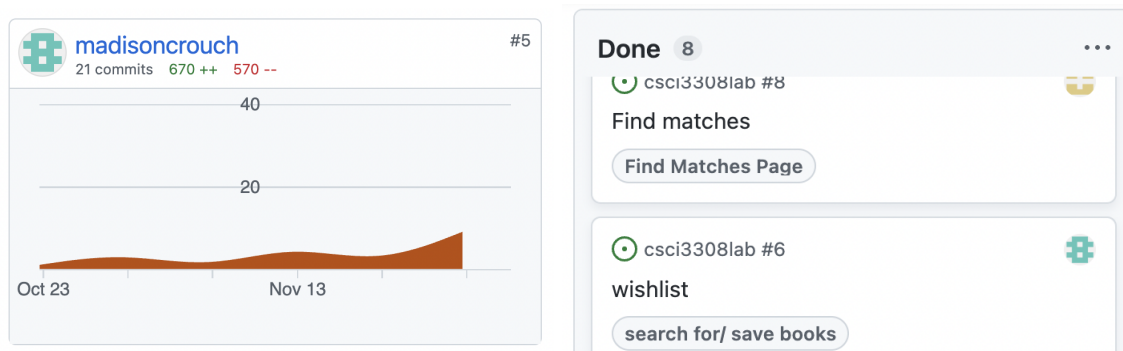 madisoncrouch
#5
21 commits 670 ++ 570 --
40
20
Oct 23 Nov 13
Done 8
csci3308lab #8
Find matches
Find Matches Page
csci3308lab #6
wishlist
search for/ save books